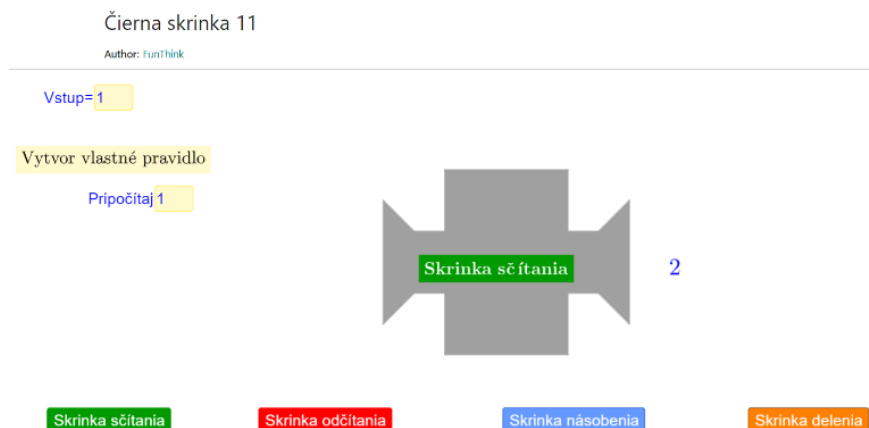 Čierna skrinka 11
Author: FunThink
Vstup=1
Vytvor vlastné pravidlo
Pripočítaj 1
Skrinka sčítania
2
Skrinka sčítania
Skrinka odčítania
Skrinka násobenia
Skrinka delenia